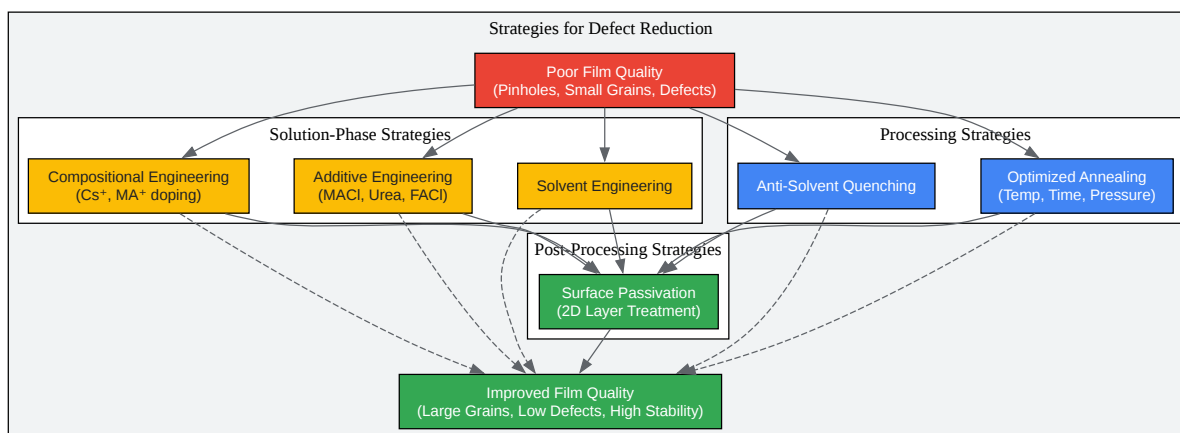 Strategies for Defect Reduction
Poor Film Quality
(Pinholes, Small Grains, Defects)
Solution-Phase Strategies
Processing Strategies
Compositional Engineering
(Cs⁺, MA⁺ doping)
Additive Engineering
(MACl, Urea, FACl)
Solvent Engineering
Anti-Solvent Quenching
Optimized Annealing
(Temp, Time, Pressure)
Post-Processing Strategies
Surface Passivation
(2D Layer Treatment)
Improved Film Quality
(Large Grains, Low Defects, High Stability)